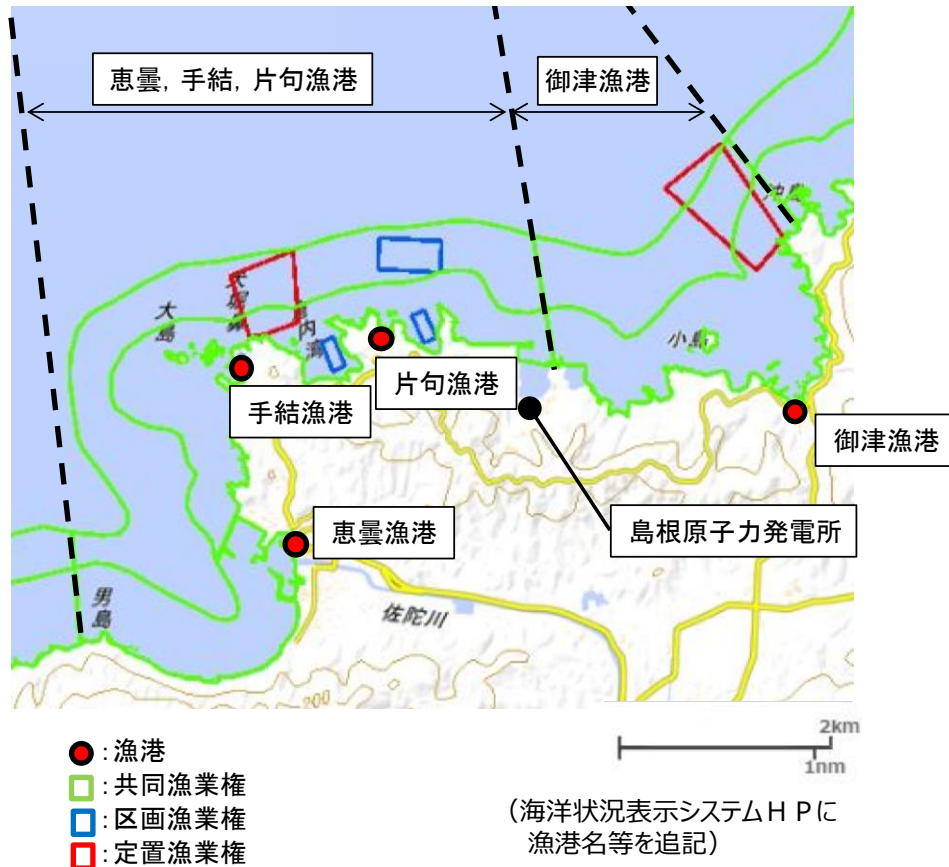 恵曇, 手結, 片句漁港
御津漁港
大島
小島
手結漁港
片句漁港
御津漁港
島根原子力発電所
恵曇漁港
男島
佐陀川
200
2km
1nm
:漁港
:共同漁業権
:区画漁業権
:定置漁業権
(海洋状況表示システムＨＰに
漁港名等を追記)